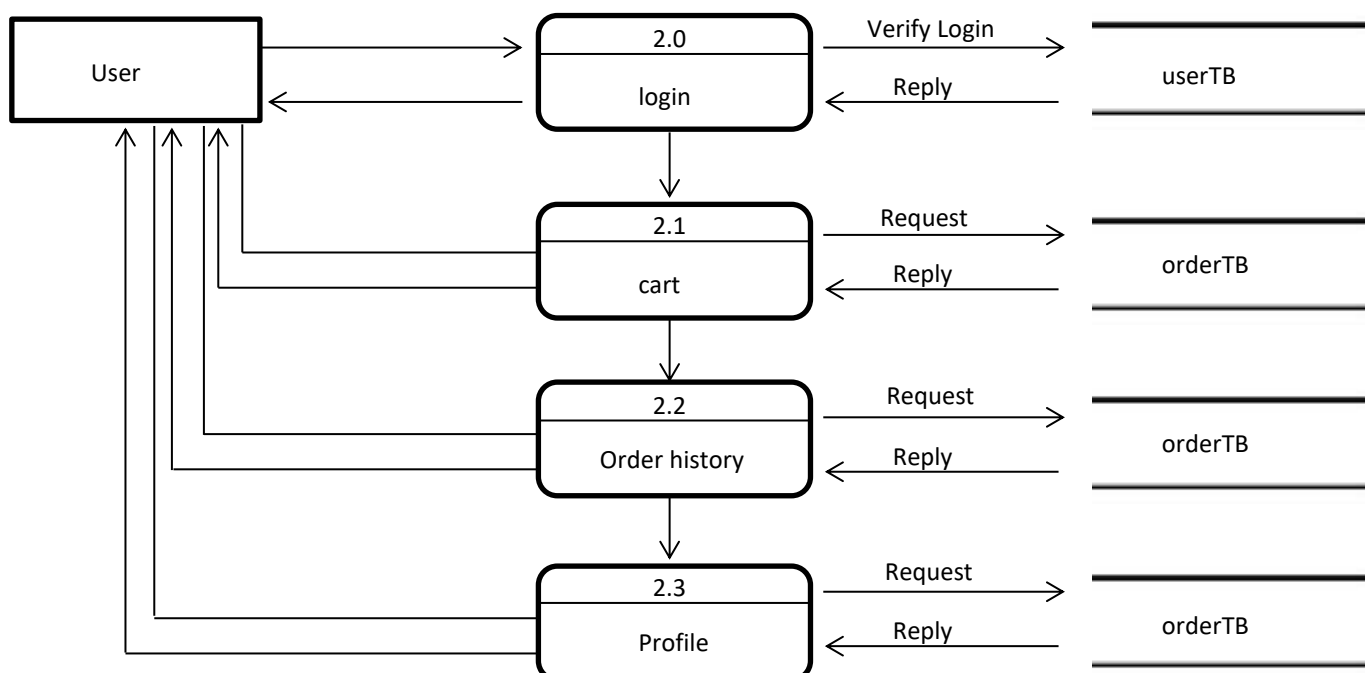 User
2.0
login
Verify Login
Reply
userTB
2.1
cart
Request
Reply
orderTB
2.2
Order history
Request
Reply
orderTB
2.3
Profile
Request
Reply
orderTB